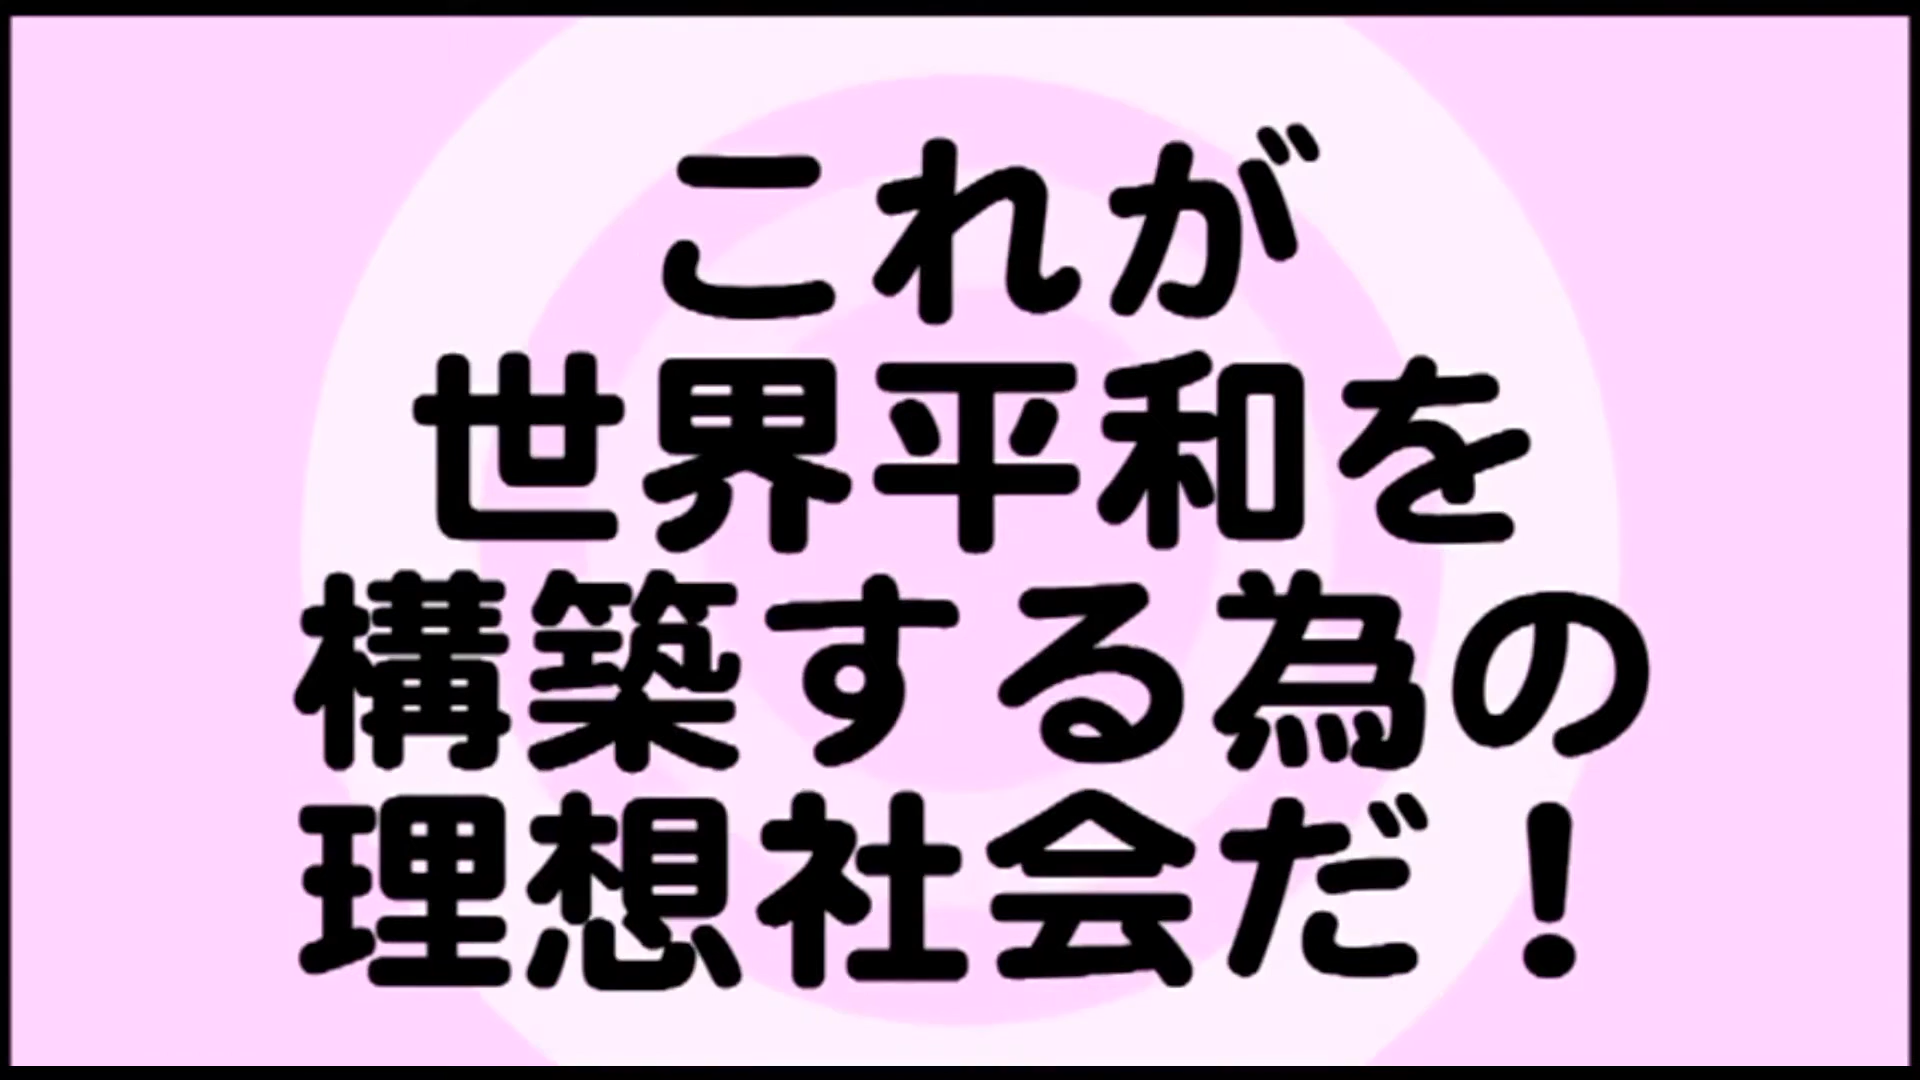 これが
世界平和を
構築する為の
理想社会だ！